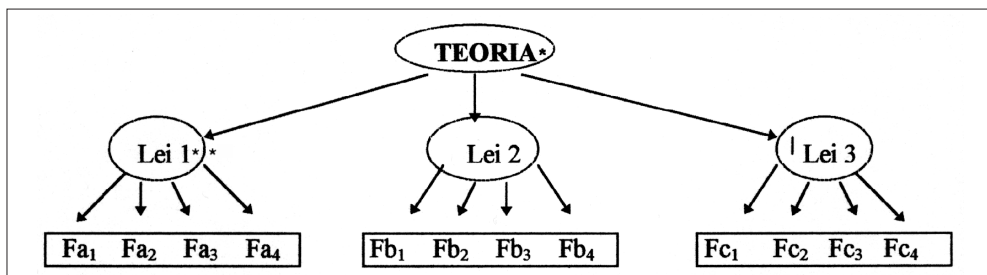 TEORIA*
Lei 1** Lei 2 Lei 3
Fa₁ Fa₂ Fa₃ Fa₄ Fb₁ Fb₂ Fb₃ Fb₄ Fc₁ Fc₂ Fc₃ Fc₄